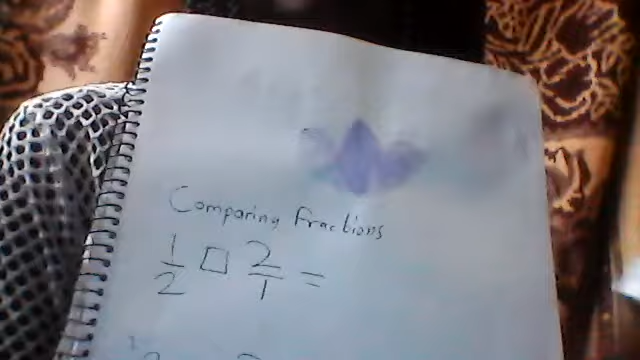 Comparing Fractions
1/2 □ 2/1 =